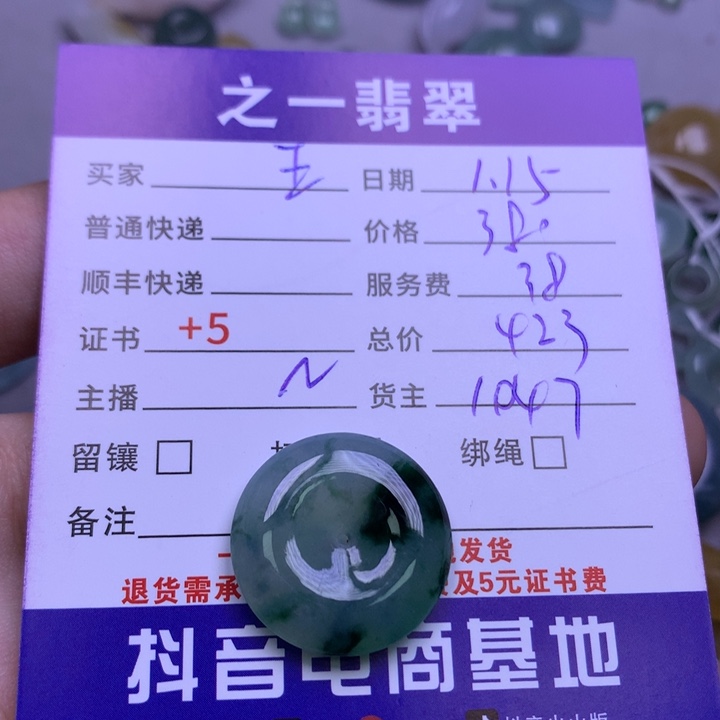 之一翡翠
买家 王 日期 1.15
普通快递 价格 380
顺丰快递 服务费 38
证书 +5 总价 423
主播 N 货主 1047
留镶 绑绳
备注
一 发货
退货需承 及5元证书费
抖音电商基地